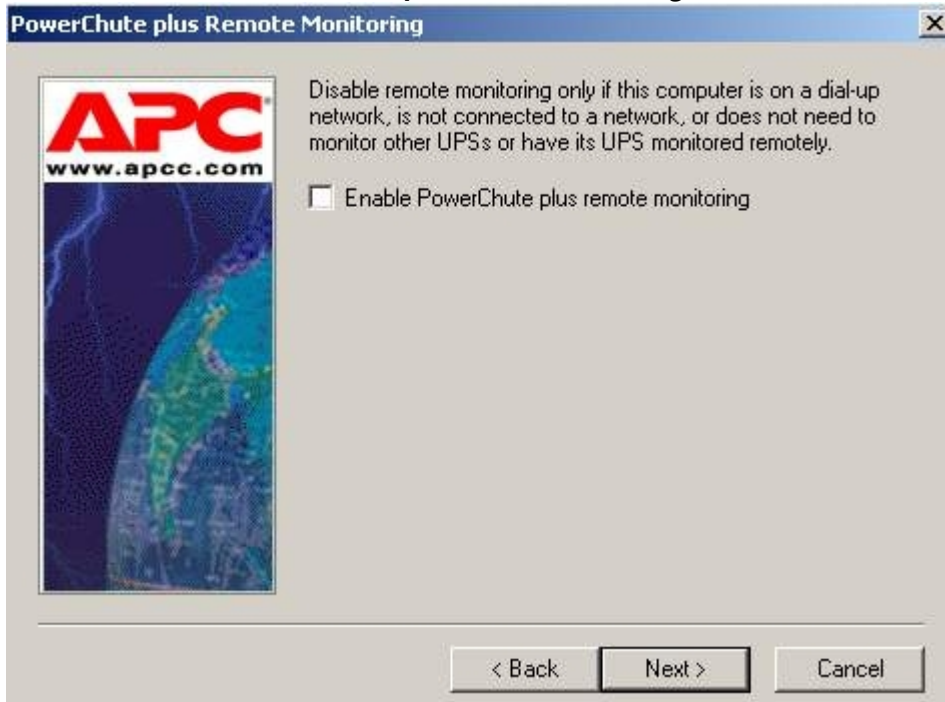 PowerChute plus Remote Monitoring
APC
www.apcc.com
Disable remote monitoring only if this computer is on a dial-up
network, is not connected to a network, or does not need to
monitor other UPSs or have its UPS monitored remotely.
Enable PowerChute plus remote monitoring
< Back
Next >
Cancel